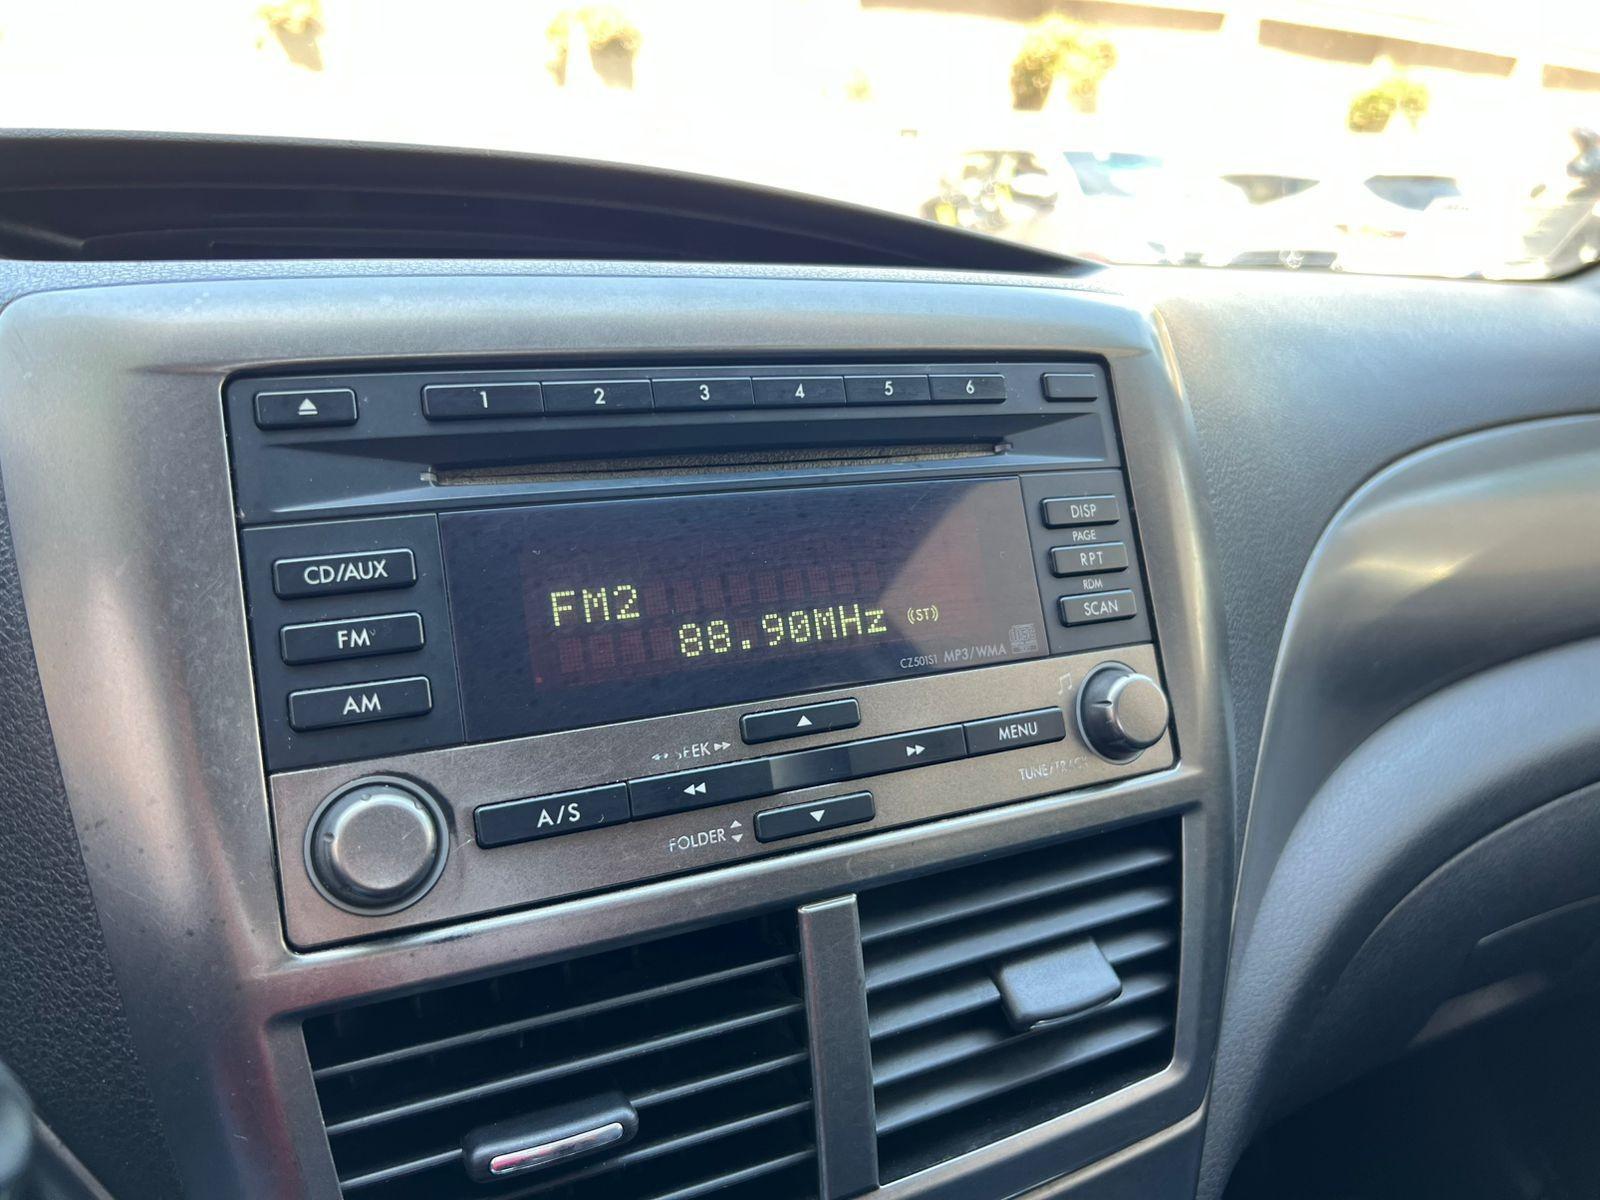 1 2 3 4 5 6
DISP
PAGE
CD/AUX
RPT
RDM
FM2
SCAN
FM
88.90MHz ((ST))
CZ501S1 MP3/WMA
AM
SEEK
MENU
TUNE/TRACK
A/S
FOLDER